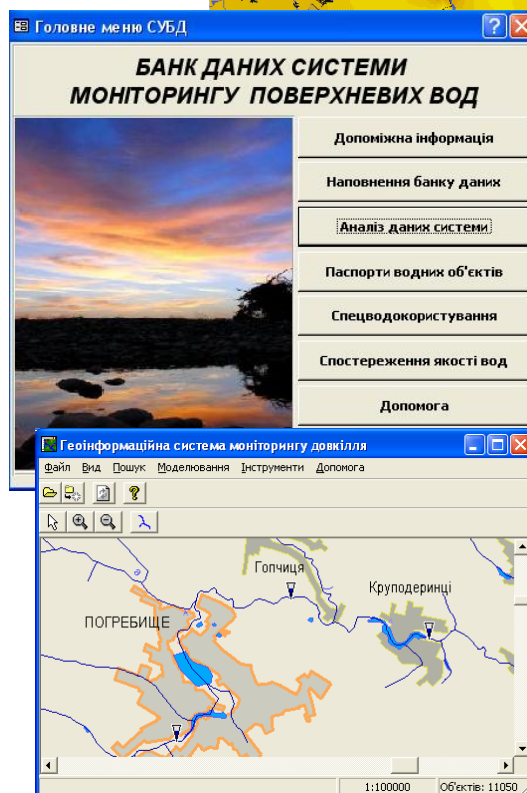 Головне меню СУБД
БАНК ДАНИХ СИСТЕМИ
МОНІТОРИНГУ ПОВЕРХНЕВИХ ВОД
Допоміжна інформація
Наповнення банку даних
Аналіз даних системи
Паспорти водних об'єктів
Спецводокористування
Спостереження якості вод
Допомога
Геоінформаційна система моніторингу довкілля
Файл Вид Пошук Моделювання Інструменти Допомога
Гопчиця
Круподеринці
ПОГРЕБИЩЕ
1:100000 Об'єктів: 11050